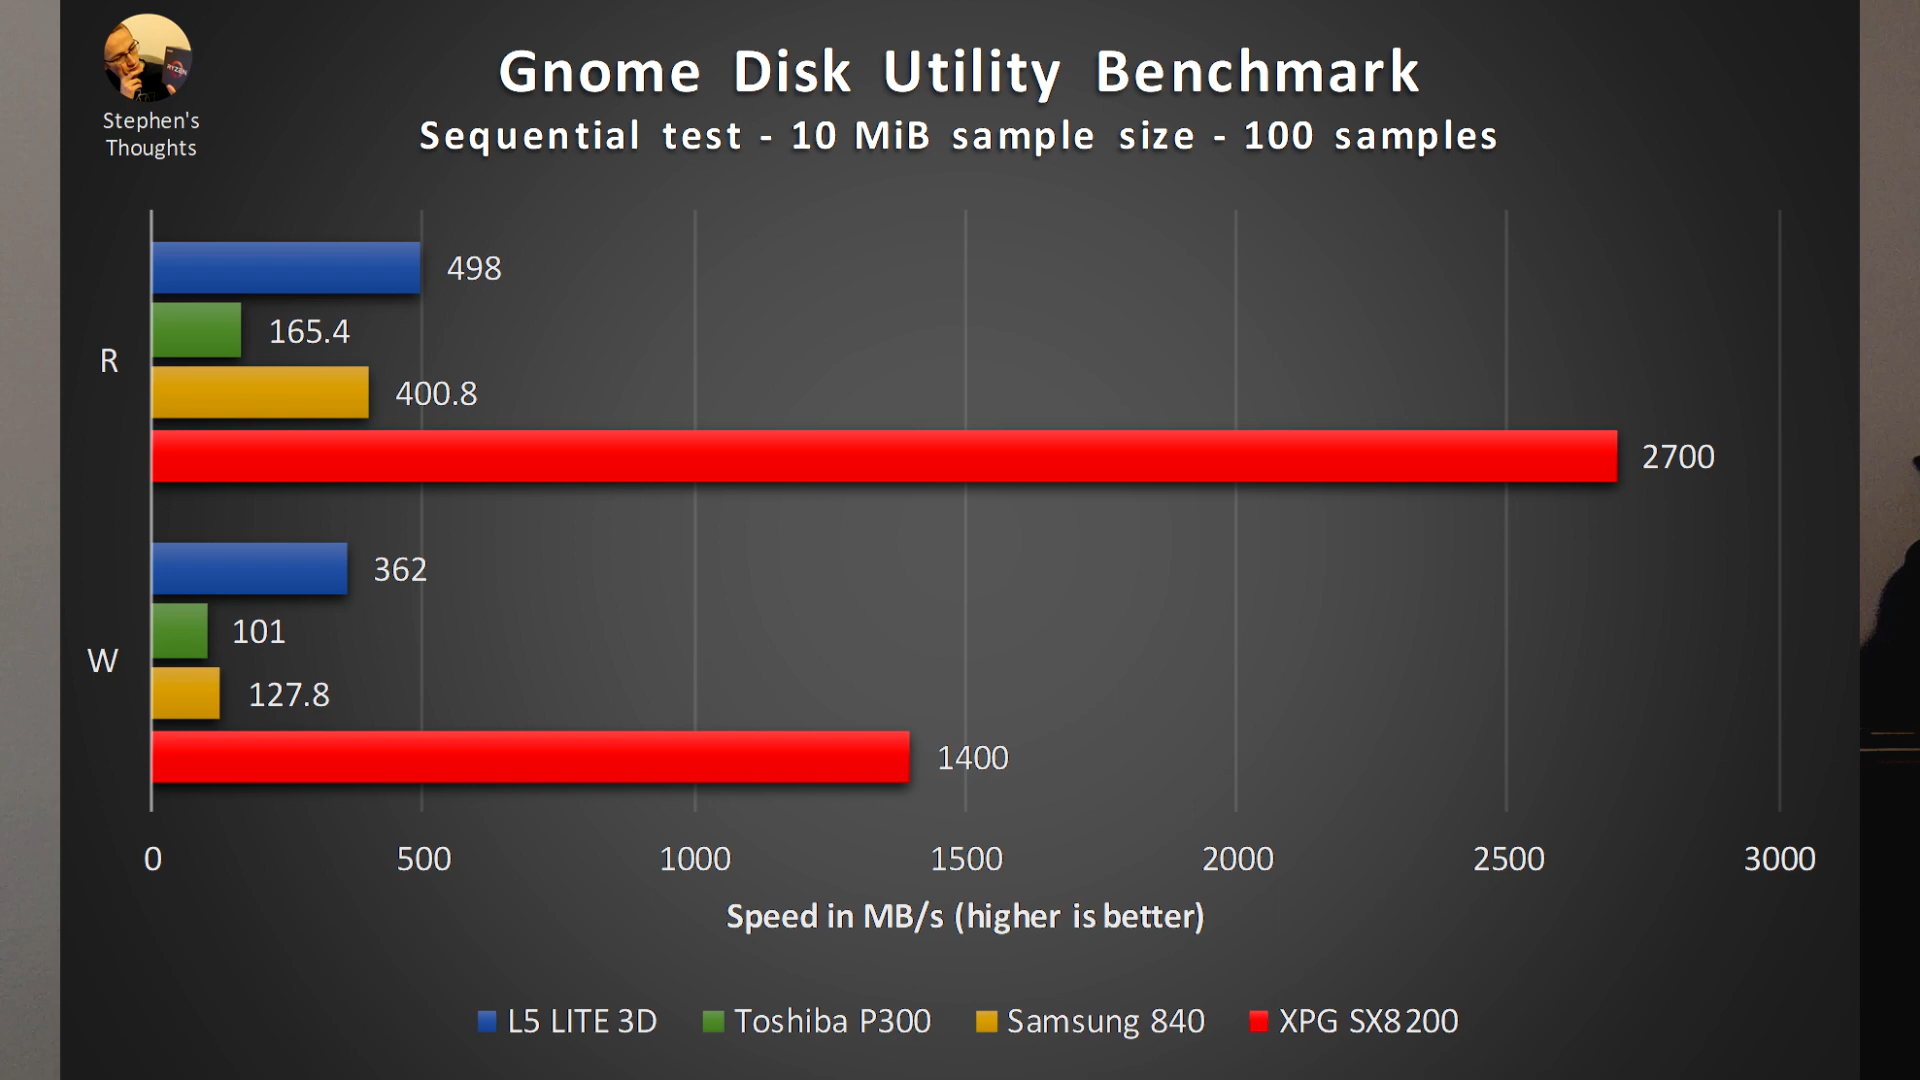 Gnome Disk Utility Benchmark
Sequential test - 10 MiB sample size - 100 samples
RYZEN
Stephen's
Thoughts
R
498
165.4
400.8
2700
W
362
101
127.8
1400
0 500 1000 1500 2000 2500 3000
Speed in MB/s (higher is better)
L5 LITE 3D Toshiba P300 Samsung 840 XPG SX8200